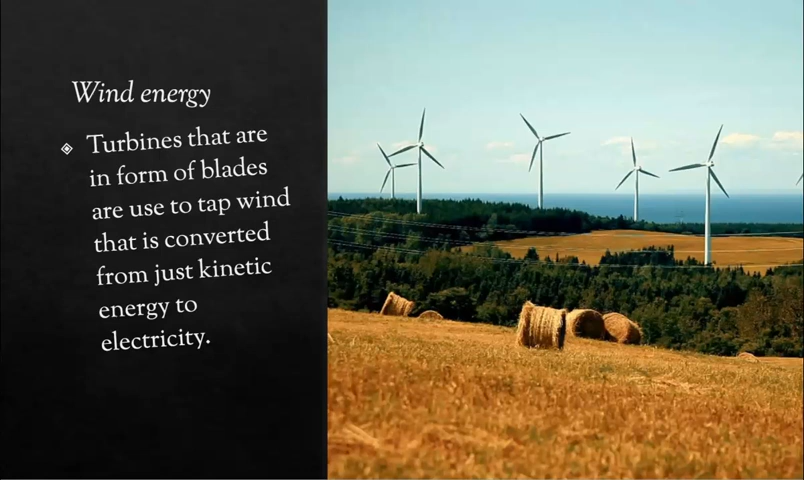 Wind energy
Turbines that are
in form of blades
are use to tap wind
that is converted
from just kinetic
energy to
electricity.